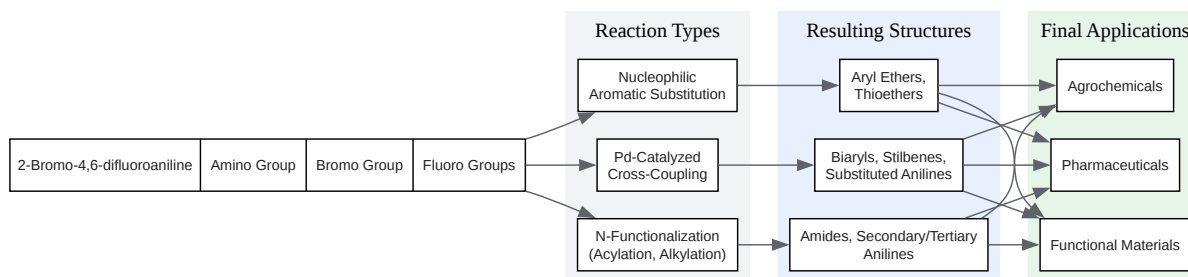 Reaction Types
Resulting Structures
Final Applications
Nucleophilic
Aromatic Substitution
Aryl Ethers,
Thioethers
Agrochemicals
2-Bromo-4,6-difluoroaniline
Amino Group
Bromo Group
Fluoro Groups
Pd-Catalyzed
Cross-Coupling
Biaryls, Stilbenes,
Substituted Anilines
Pharmaceuticals
N-Functionalization
(Acylation, Alkylation)
Amides, Secondary/Tertiary
Anilines
Functional Materials